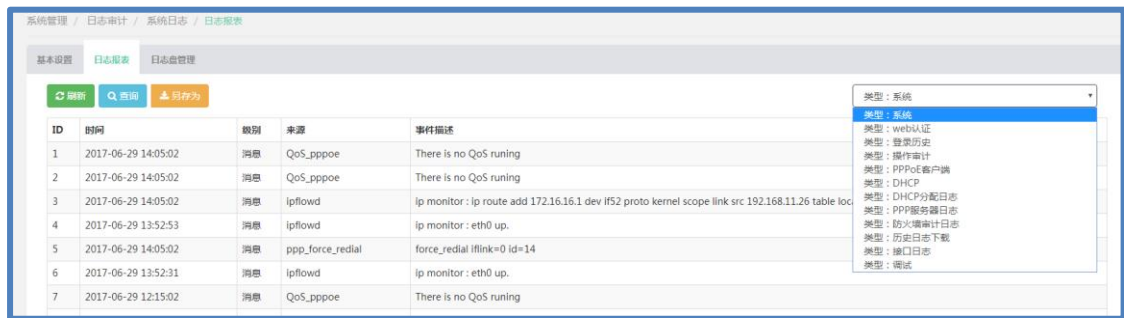 系统管理 / 日志审计 / 系统日志 / 日志报表
基本设置 日志报表 日志盘管理
刷新 查询 另存为
类型：系统
类型：系统
类型：web认证
类型：登录历史
类型：操作审计
类型：PPPoE客户端
类型：DHCP
类型：DHCP分配日志
类型：PPP服务器日志
类型：防火墙审计日志
类型：历史日志下载
类型：接口日志
类型：调试
ID 时间 级别 来源 事件描述
1 2017-06-29 14:05:02 消息 QoS_pppoe There is no QoS runing
2 2017-06-29 14:05:02 消息 QoS_pppoe There is no QoS runing
3 2017-06-29 14:05:02 消息 ipflowd ip monitor : ip route add 172.16.16.1 dev if52 proto kernel scope link src 192.168.11.26 table loc
4 2017-06-29 13:52:53 消息 ipflowd ip monitor : eth0 up.
5 2017-06-29 14:05:02 消息 ppp_force_redial force_redial iflink=0 id=14
6 2017-06-29 13:52:31 消息 ipflowd ip monitor : eth0 up.
7 2017-06-29 12:15:02 消息 QoS_pppoe There is no QoS runing